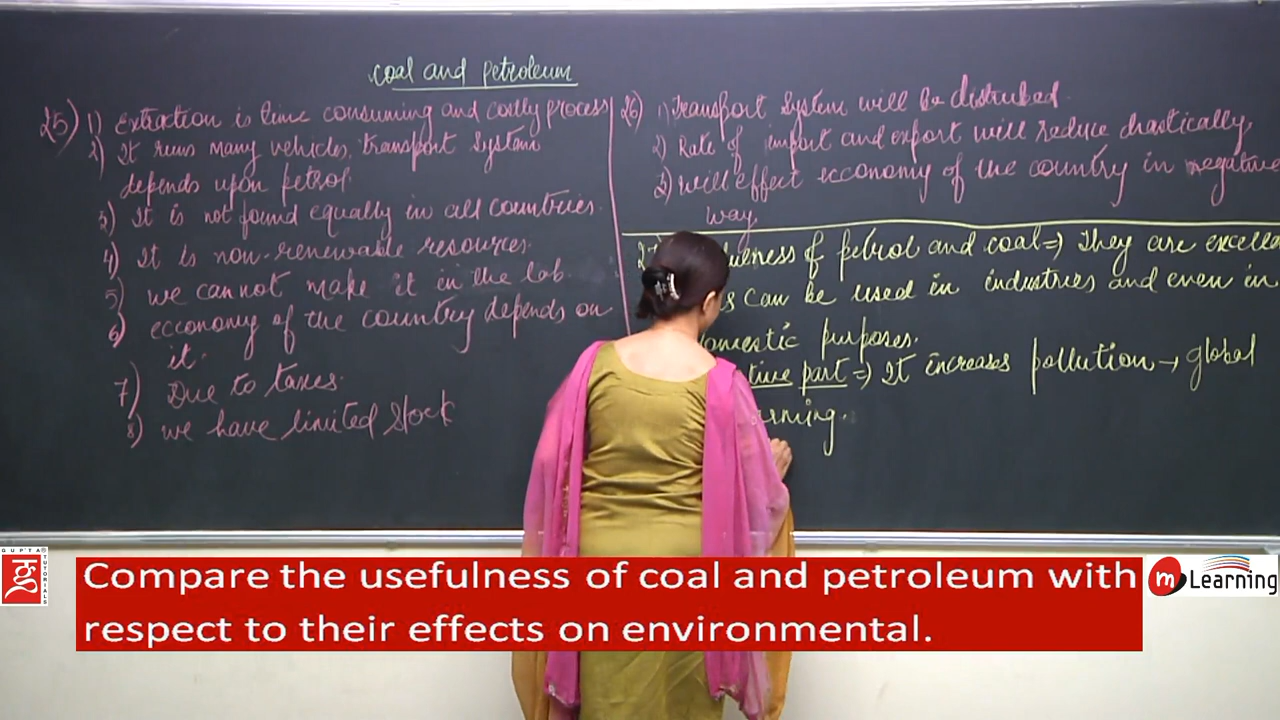 coal and petroleum
25) 1) Extraction is time consuming and costly process
2) It runs many vehicles, transport system
depends upon petrol.
3) It is not found equally in all countries.
4) It is non-renewable resources.
5) we cannot make it in the lab.
6) economy of the country depends on
it.
7) Due to taxes.
8) we have limited stock
26) 1) Transport system will be distrubed
2) Rate of import and export will reduce drastically,
3) will effect economy of the country in negative
way.
of petrol and coal => They are
can be used in industries and even in
purposes.
part => It increases pollution → global
GUPTA TUTORIALS
Compare the usefulness of coal and petroleum with
respect to their effects on environmental.
m Learning